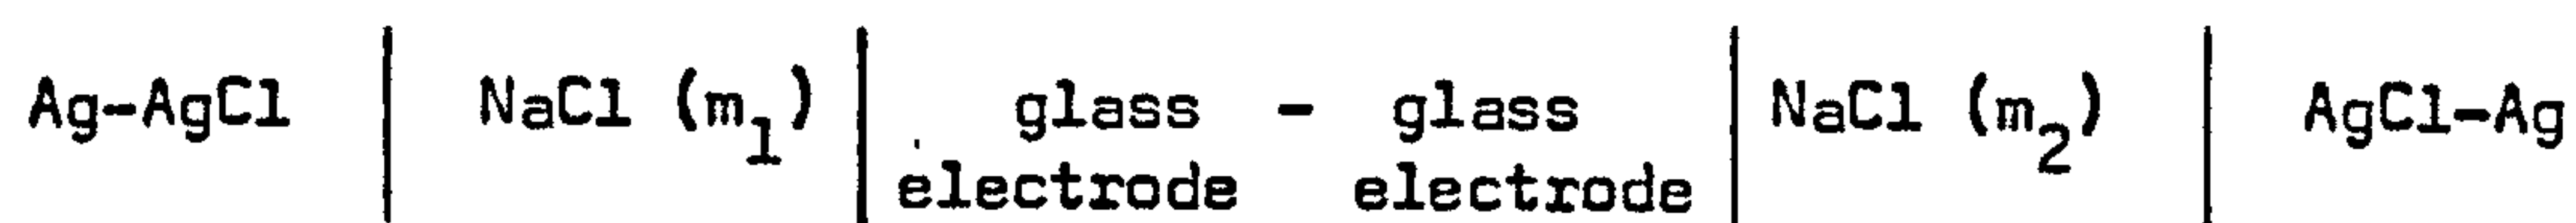 Ag-AgCl | NaCl (m₁) | glass - glass | NaCl (m₂) | AgCl-Ag
electrode electrode